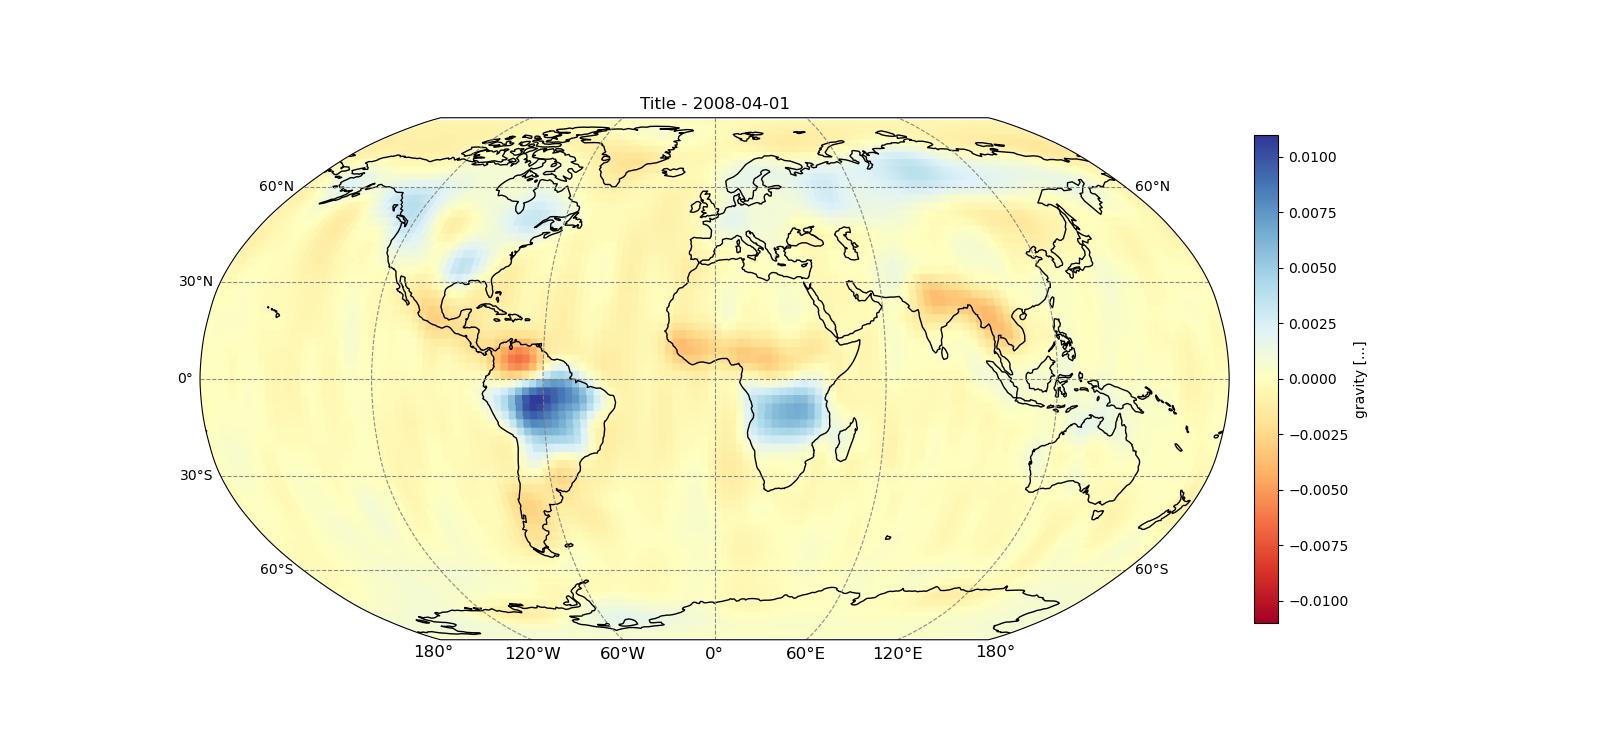 Title - 2008-04-01
60°N
60°N
30°N
0°
30°S
60°S
60°S
180°
120°W
60°W
0°
60°E
120°E
180°
0.0100
0.0075
0.0050
0.0025
0.0000
−0.0025
−0.0050
−0.0075
−0.0100
gravity [...]